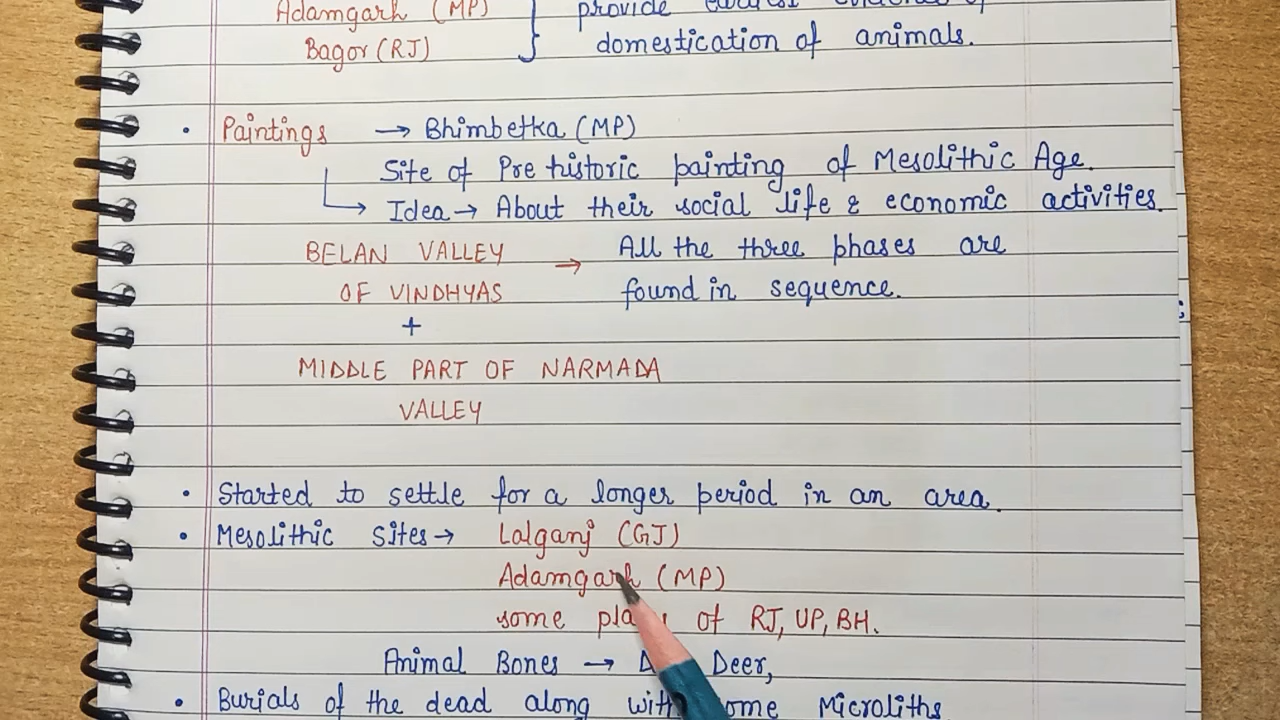 Adamgarh (MP)
Bagor (RJ)
} provide
domestication of animals.
• Paintings → Bhimbetka (MP)
Site of Pre historic painting of Mesolithic Age.
Idea → About their social life & economic activities.
BELAN VALLEY
OF VINDHYAS
→ All the three phases are
found in sequence.
+
MIDDLE PART OF NARMADA
VALLEY
• Started to settle for a longer period in an area.
• Mesolithic Sites → Lalganj (GJ)
Adamgarh (MP)
some of RJ, UP, BH.
Animal Bones → Deer,
• Burials of the dead along some Microliths